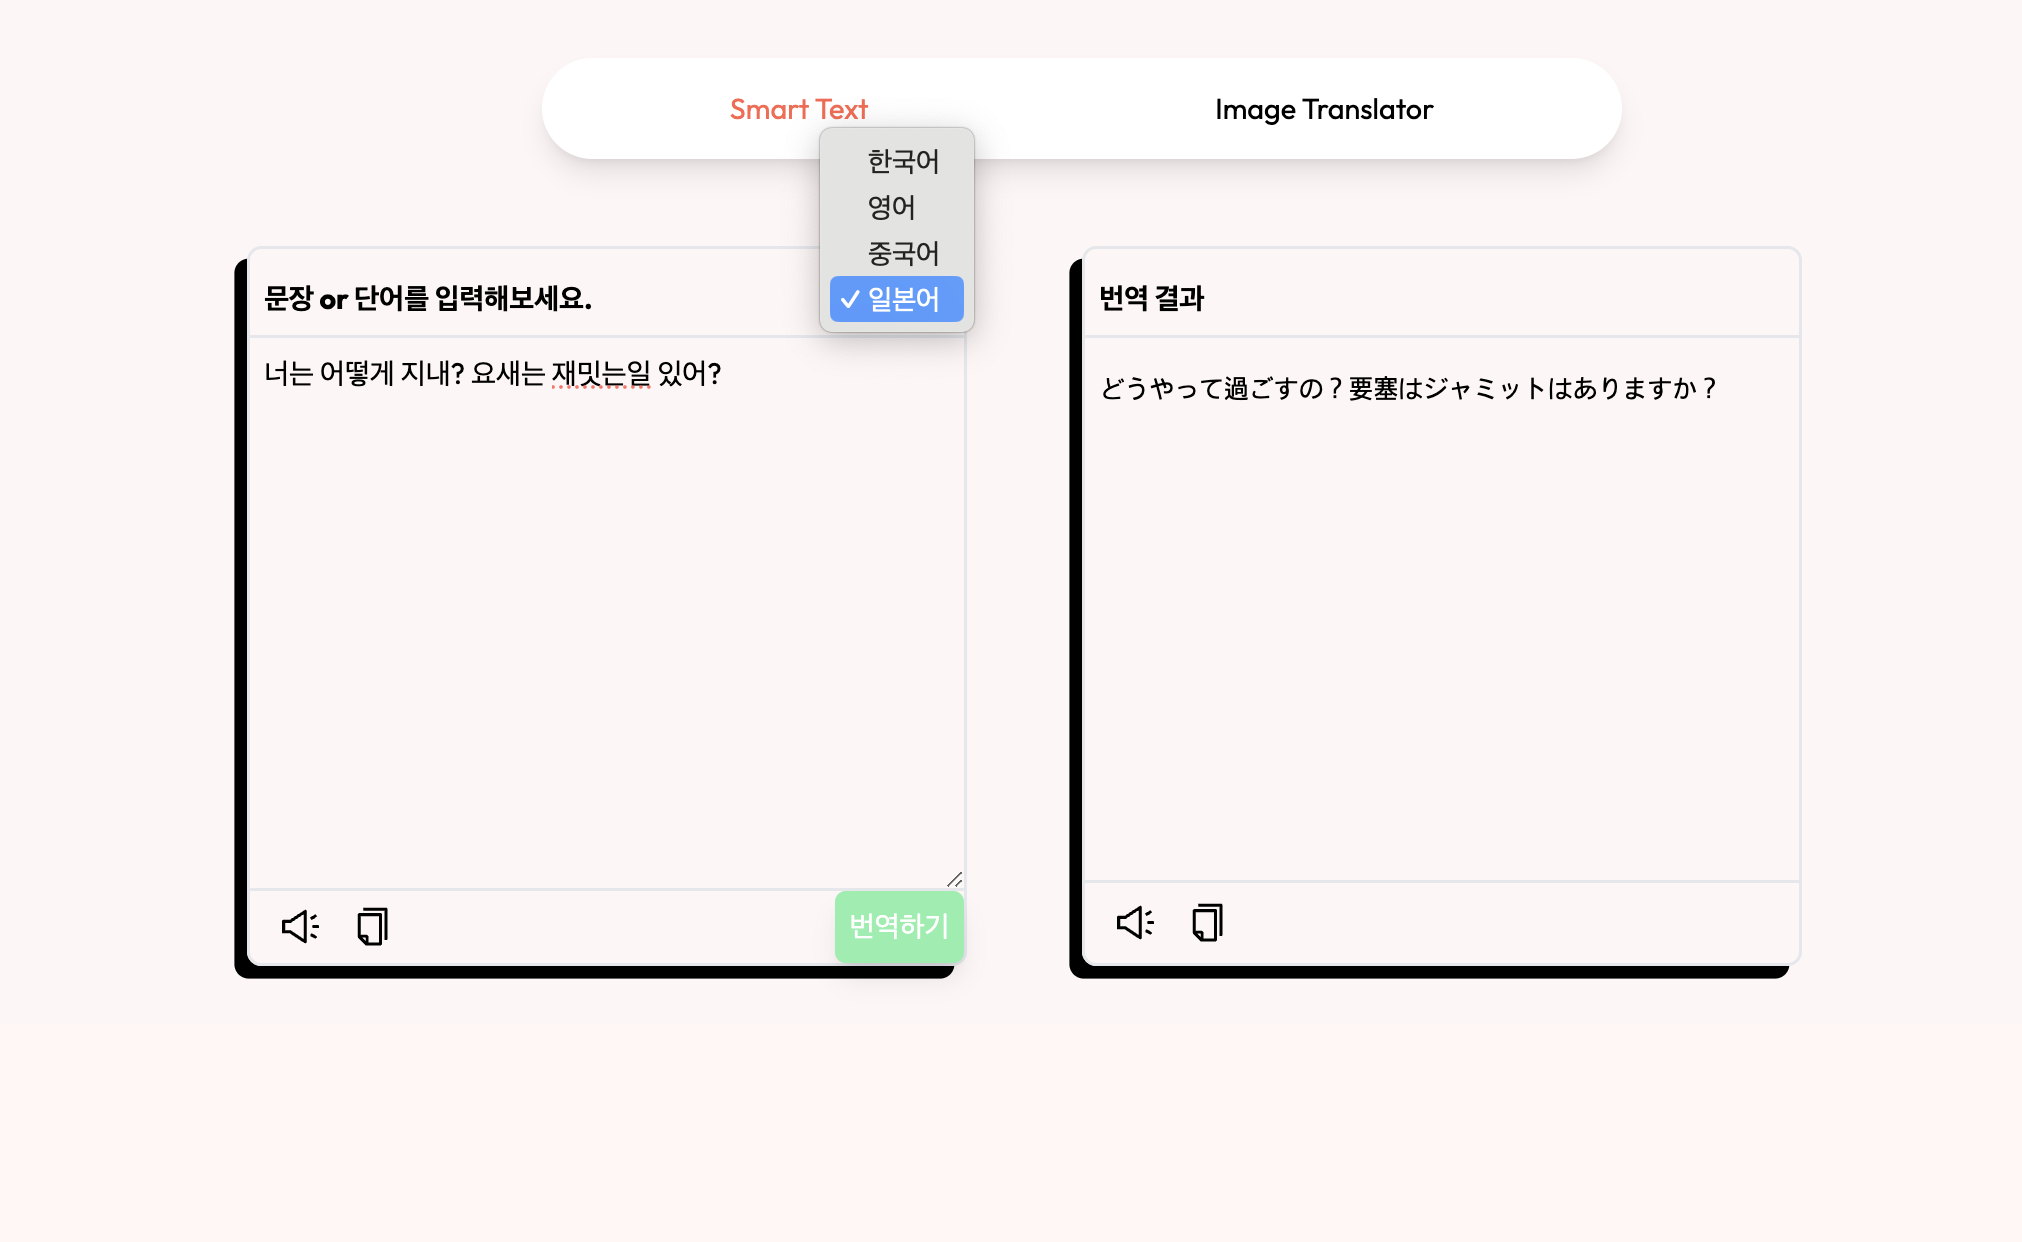 Smart Text
Image Translator
한국어
영어
중국어
일본어
문장 or 단어를 입력해보세요.
너는 어떻게 지내? 요새는 재밋는일 있어?
번역하기
번역 결과
どうやって過ごすの？要塞はジャミットはありますか？